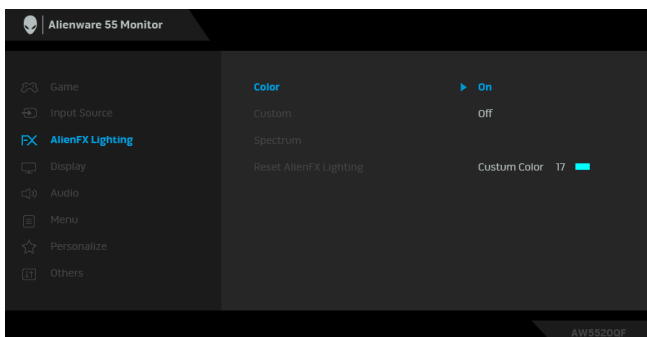 Alienware 55 Monitor
Game
Color
On
Input Source
Custom
Off
FX AlienFX Lighting
Spectrum
Display
Reset AlienFX Lighting
Custum Color 17
Audio
Menu
Personalize
Others
AW5520QF